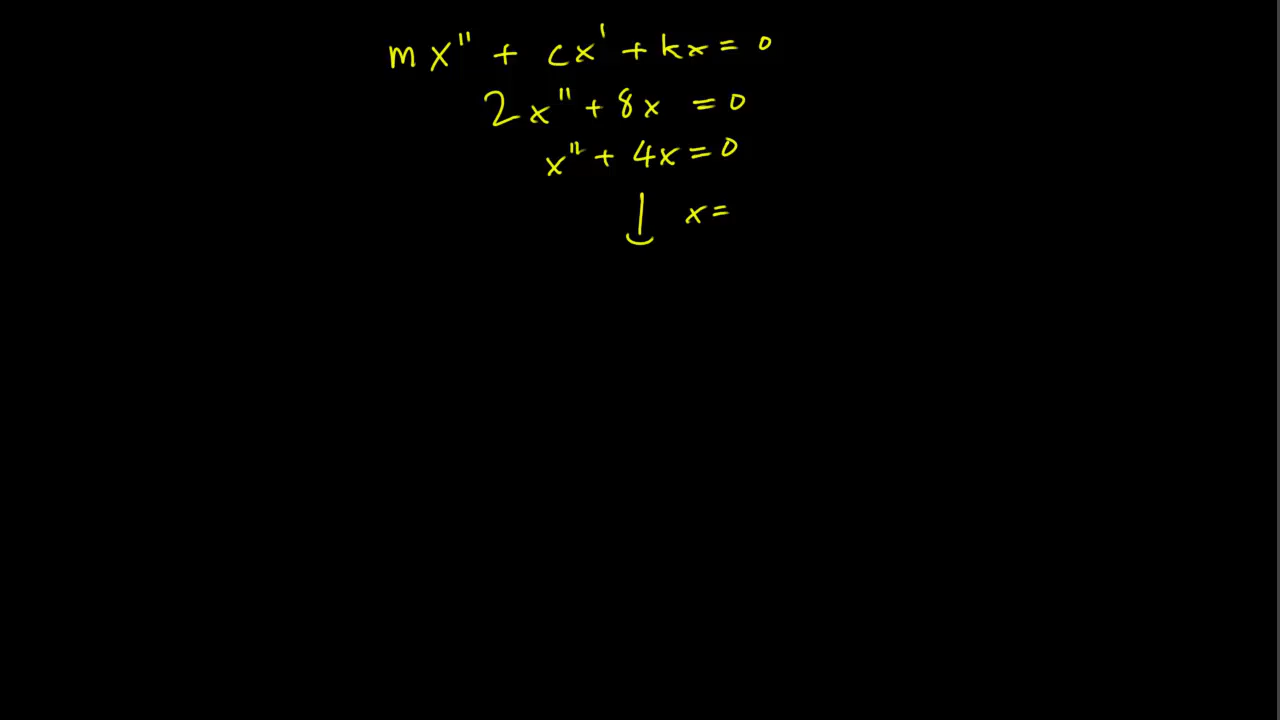 mx" + cx' + kx = 0
2x" + 8x = 0
x" + 4x = 0
↓ x =